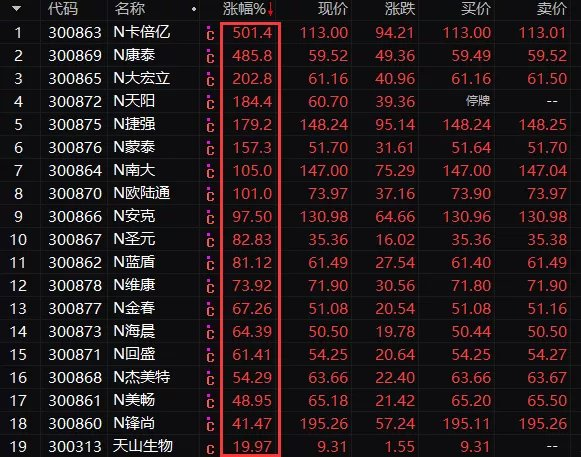 代码 名称 涨幅% 现价 涨跌 买价 卖价
1 300863 N卡倍亿 C 501.4 113.00 94.21 113.00 113.01
2 300869 N康泰 C 485.8 59.52 49.36 59.49 59.52
3 300865 N大宏立 C 202.8 61.16 40.96 61.16 61.50
4 300872 N天阳 C 184.4 60.70 39.36 停牌 --
5 300875 N捷强 C 179.2 148.24 95.14 148.24 148.25
6 300876 N蒙泰 C 157.3 51.70 31.61 51.64 51.70
7 300864 N南大 C 105.0 147.00 75.29 147.00 147.04
8 300870 N欧陆通 C 101.0 73.97 37.16 73.90 73.97
9 300866 N安克 C 97.50 130.98 64.66 130.96 130.98
10 300867 N圣元 C 82.83 35.36 16.02 35.36 35.38
11 300862 N蓝盾 C 81.12 61.49 27.54 61.40 61.49
12 300878 N维康 C 73.92 71.90 30.56 71.80 71.90
13 300877 N金春 C 67.26 51.08 20.54 51.08 51.16
14 300873 N海晨 C 64.39 50.50 19.78 50.44 50.50
15 300871 N回盛 C 61.41 54.25 20.64 54.25 54.27
16 300868 N杰美特 C 54.29 63.66 22.40 63.66 63.67
17 300861 N美畅 C 48.95 65.18 21.42 65.20 65.50
18 300860 N锋尚 C 41.47 195.26 57.24 195.11 195.26
19 300313 天山生物 C 19.97 9.31 1.55 9.31 --